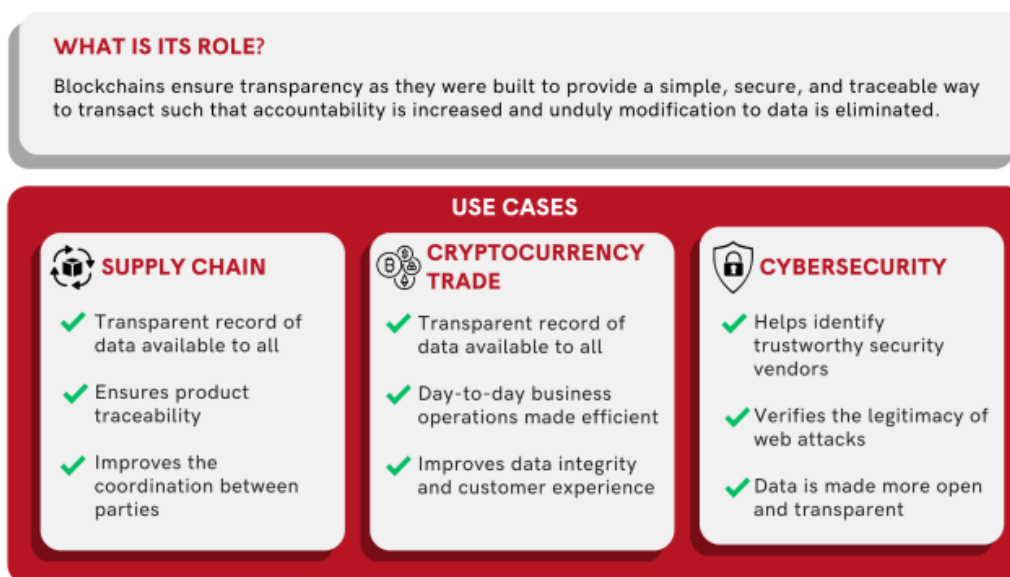 WHAT IS ITS ROLE?
Blockchains ensure transparency as they were built to provide a simple, secure, and traceable way
to transact such that accountability is increased and unduly modification to data is eliminated.
USE CASES
SUPPLY CHAIN
Transparent record of
data available to all
Ensures product
traceability
Improves the
coordination between
parties
CRYPTOCURRENCY
TRADE
Transparent record of
data available to all
Day-to-day business
operations made efficient
Improves data integrity
and customer experience
CYBERSECURITY
Helps identify
trustworthy security
vendors
Verifies the legitimacy of
web attacks
Data is made more open
and transparent